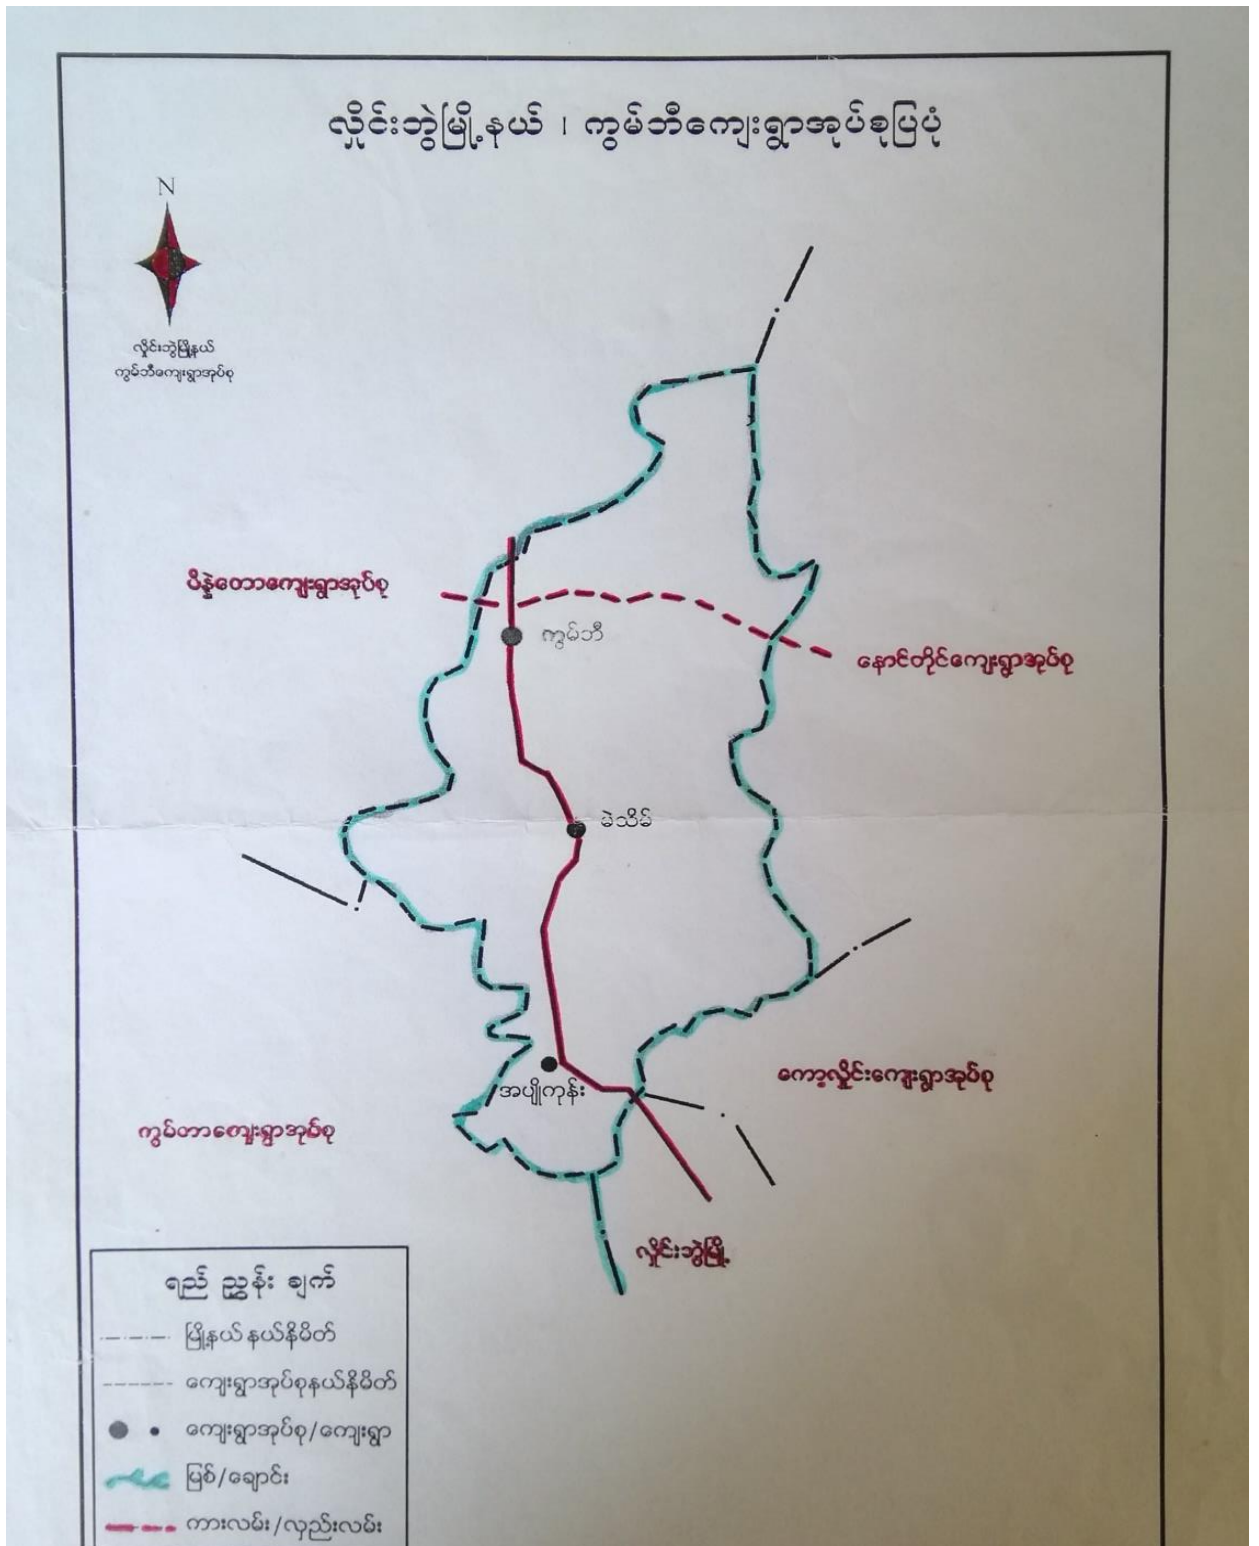 လှိုင်းဘွဲမြို့နယ် ၊ ကွမ်ဘီကျေးရွာအုပ်စုပြပုံ
N
လှိုင်းဘွဲမြို့နယ်
ကွမ်ဘီကျေးရွာအုပ်စု
ပိန္နဲတောကျေးရွာအုပ်စု
ကွမ်ဘီ
နောင်တိုင်ကျေးရွာအုပ်စု
မဲသိမ်
ကော့လှိုင်းကျေးရွာအုပ်စု
အပျိုကုန်း
ကွမ်တာကျေးရွာအုပ်စု
လှိုင်းဘွဲမြို့
ရည် ညွှန်း ချက်
မြို့နယ်နယ်နိမိတ်
ကျေးရွာအုပ်စုနယ်နိမိတ်
ကျေးရွာအုပ်စု/ကျေးရွာ
မြစ်/ချောင်း
ကားလမ်း/လှည်းလမ်း